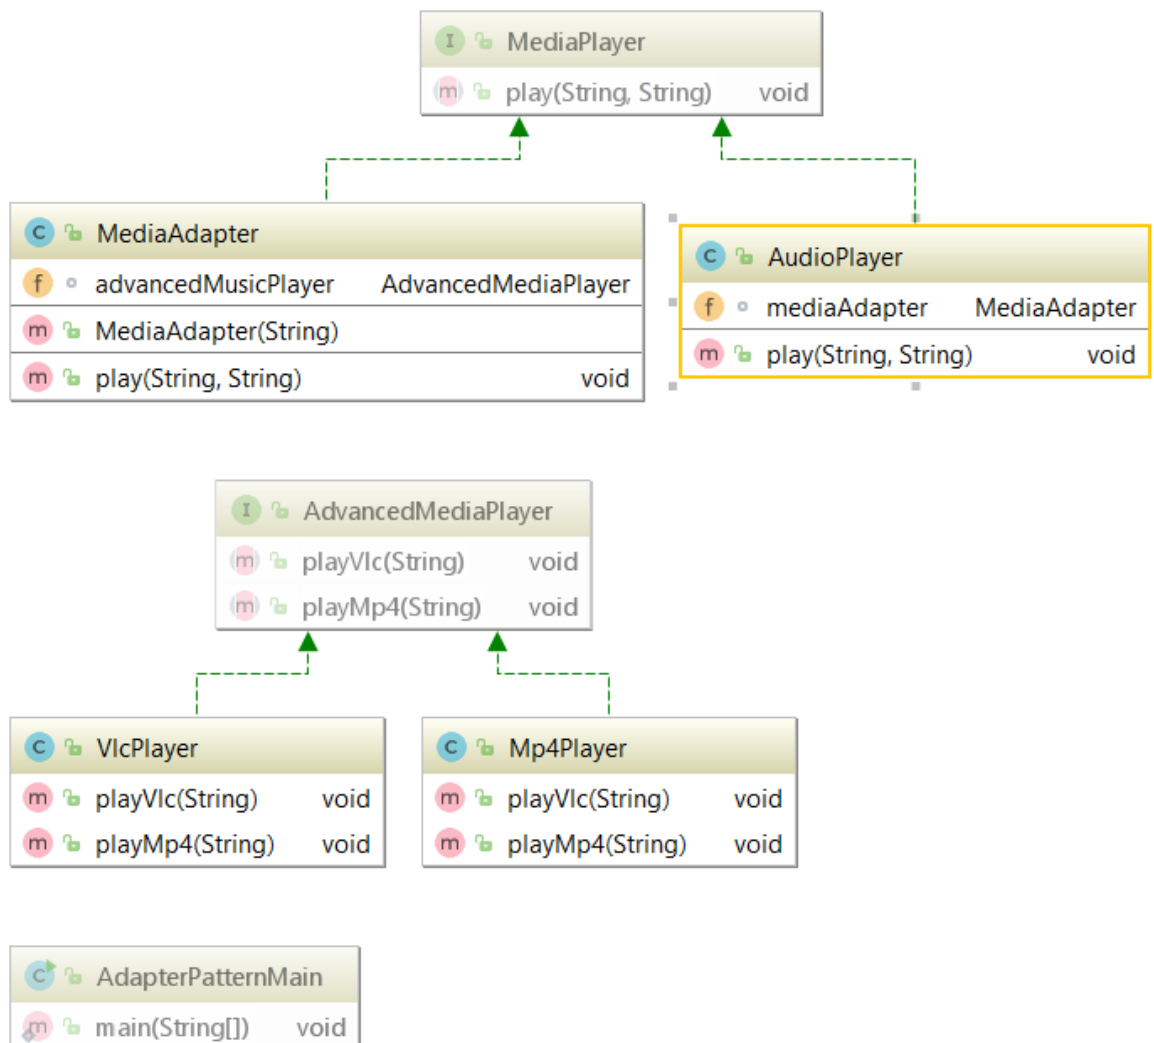 I MediaPlayer
m play(String, String) void
C MediaAdapter
f advancedMusicPlayer AdvancedMediaPlayer
m MediaAdapter(String)
m play(String, String) void
C AudioPlayer
f mediaAdapter MediaAdapter
m play(String, String) void
I AdvancedMediaPlayer
m playVlc(String) void
m playMp4(String) void
C VlcPlayer
m playVlc(String) void
m playMp4(String) void
C Mp4Player
m playVlc(String) void
m playMp4(String) void
C AdapterPatternMain
m main(String[]) void